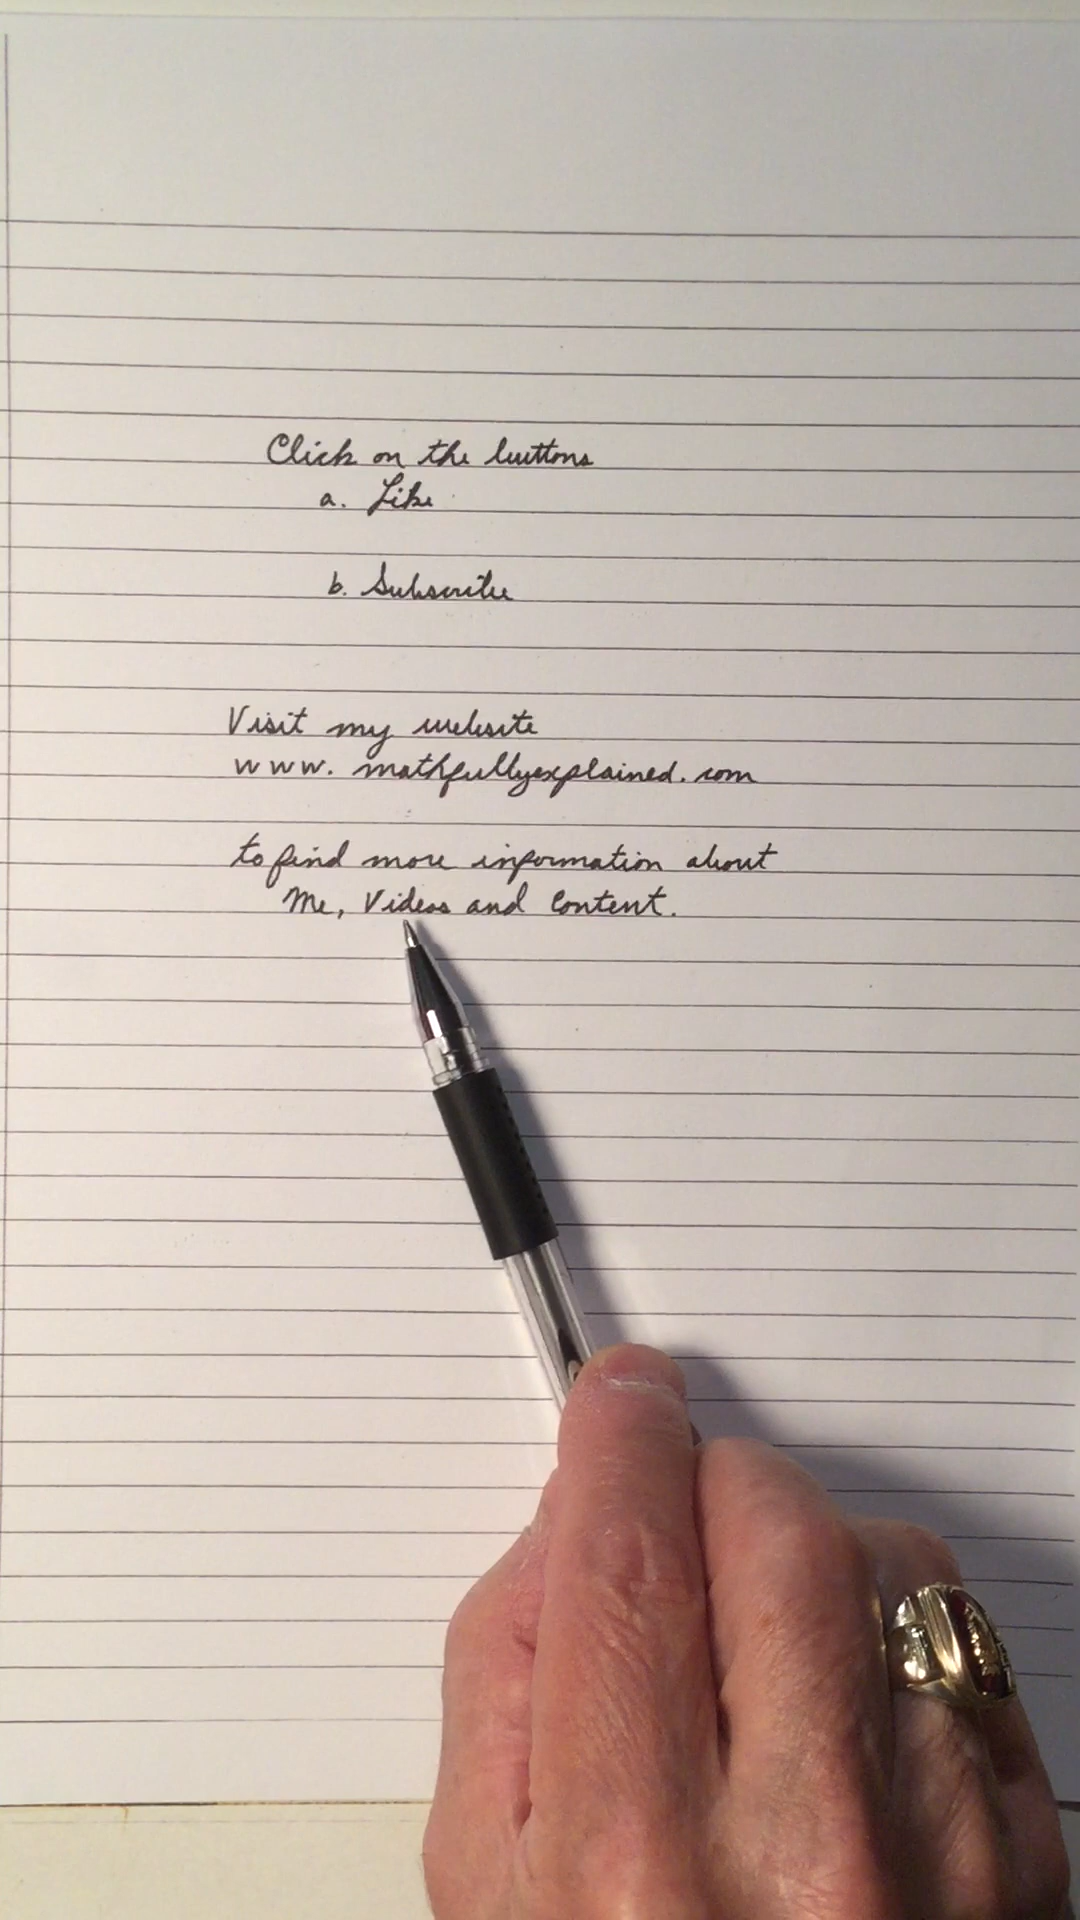 Click on the buttons
a. Like
b. Subscribe
Visit my website
www.mathfullyexplained.com
to find more information about
Me, Videos and Content.